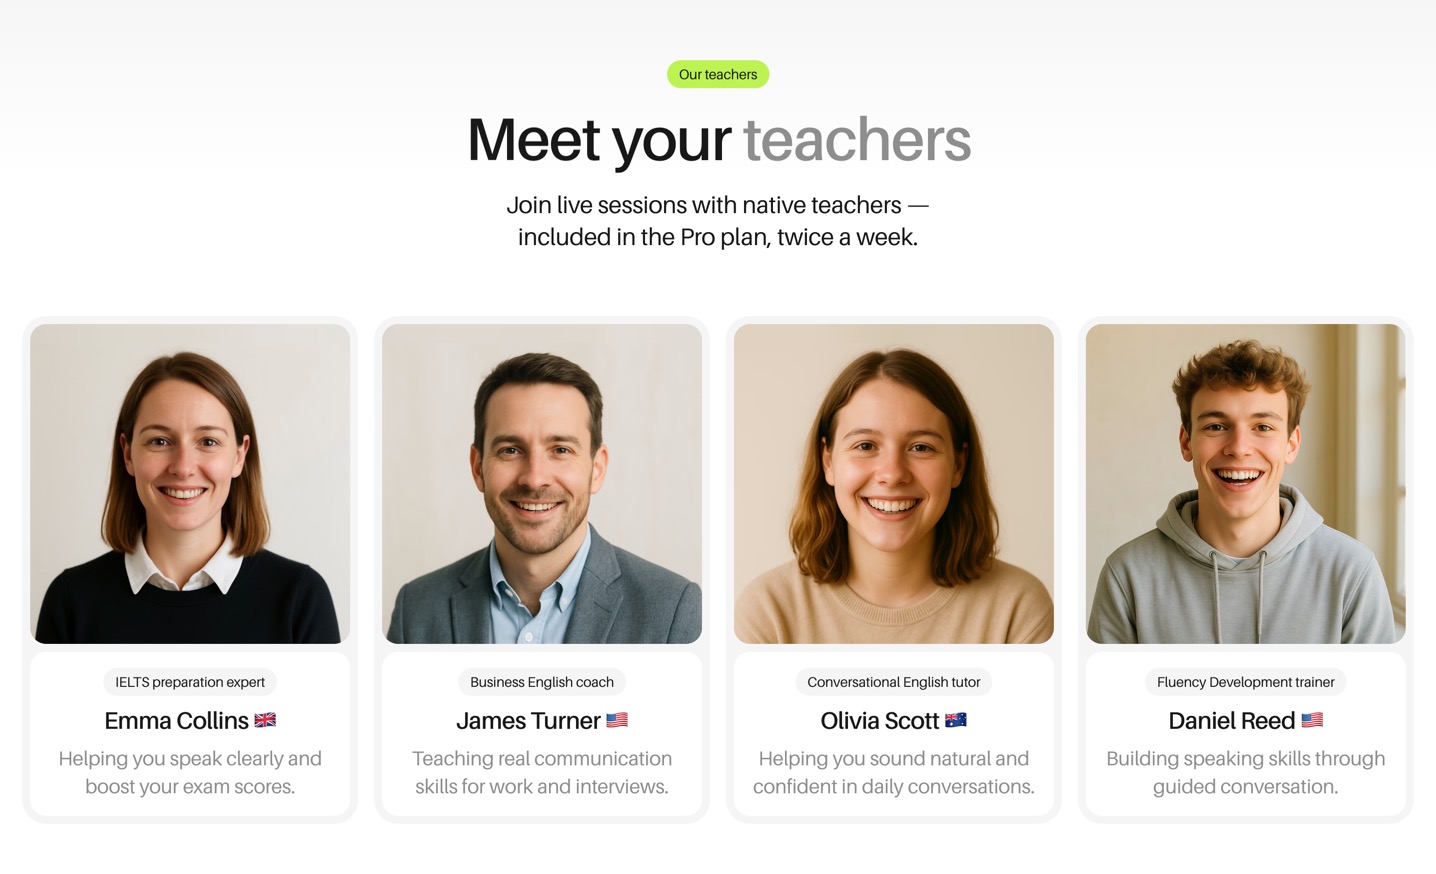 Our teachers
Meet your teachers
Join live sessions with native teachers —
included in the Pro plan, twice a week.
IELTS preparation expert
Emma Collins 🇬🇧
Helping you speak clearly and
boost your exam scores.
Business English coach
James Turner 🇺🇸
Teaching real communication
skills for work and interviews.
Conversational English tutor
Olivia Scott 🇦🇺
Helping you sound natural and
confident in daily conversations.
Fluency Development trainer
Daniel Reed 🇺🇸
Building speaking skills through
guided conversation.